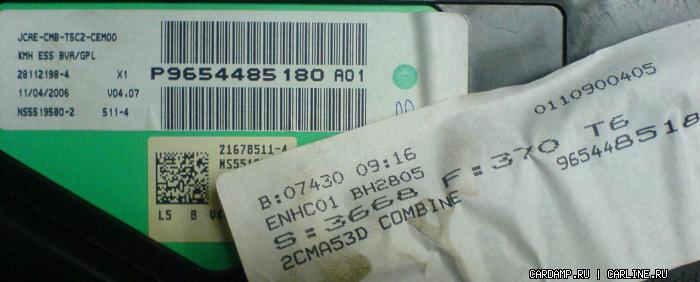 JCAE-CMB-T5C2-CEM00
KMH ESS BVA/GPL
28112198-4 X1
11/04/2006 V04.07
NS5519580-2 511-4
P9654485180 A01
21678511-4
L5 B
0110900405
B:07430 09:16
ENHC01 BH2805
S:3668 F:370 T6
2CMA53D COMBINE
CARDAMP.RU | CARLINE.RU